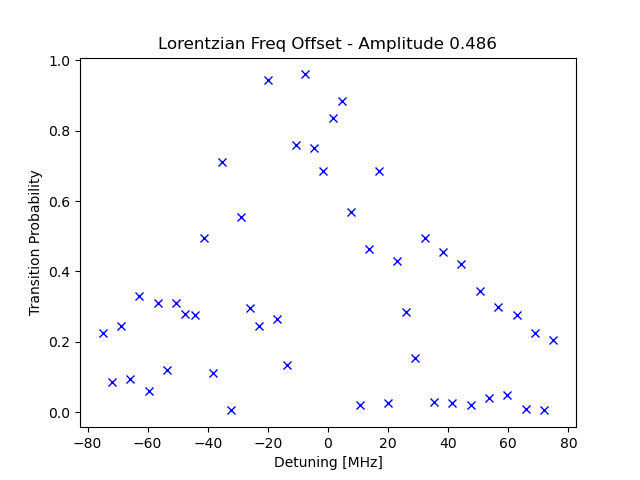 Lorentzian Freq Offset - Amplitude 0.486
1.0
0.8
0.6
0.4
0.2
0.0
Transition Probability
−80 −60 −40 −20 0 20 40 60 80
Detuning [MHz]